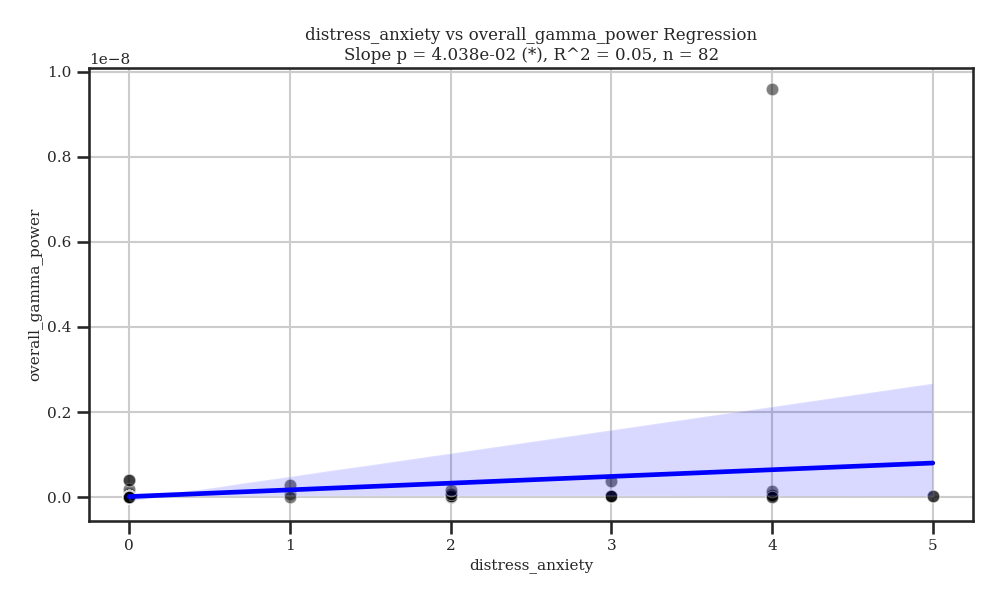 distress_anxiety vs overall_gamma_power Regression
Slope p = 4.038e-02 (*), R^2 = 0.05, n = 82
1e−8
1.0
0.8
0.6
0.4
0.2
0.0
overall_gamma_power
0 1 2 3 4 5
distress_anxiety